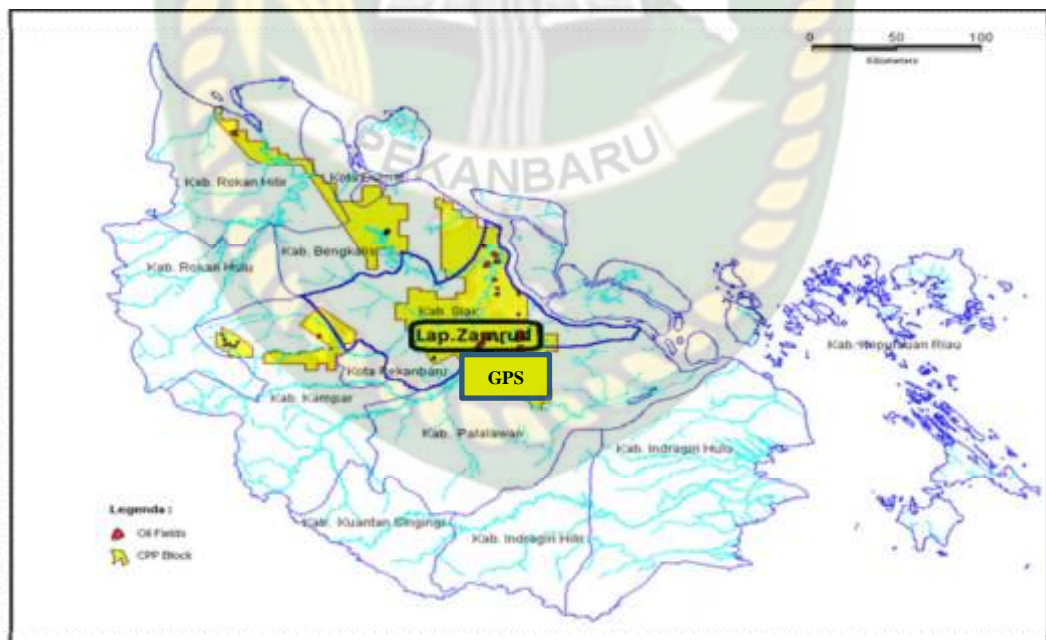 0 50 100
Kilometers
PEKANBARU
Kab. Rokan Hilir
Kota Dumai
Kab. Bengkalis
Kab. Rokan Hulu
Kab. Siak
Lap.Zamrud
Kab. Kepulauan Riau
Kota Pekanbaru
GPS
Kab. Kampar
Kab. Palalawan
Kab. Indragiri Hulu
Legenda :
Oil Fields
CPP Block
Kab. Kuantan Singingi
Kab. Indragiri Hilir